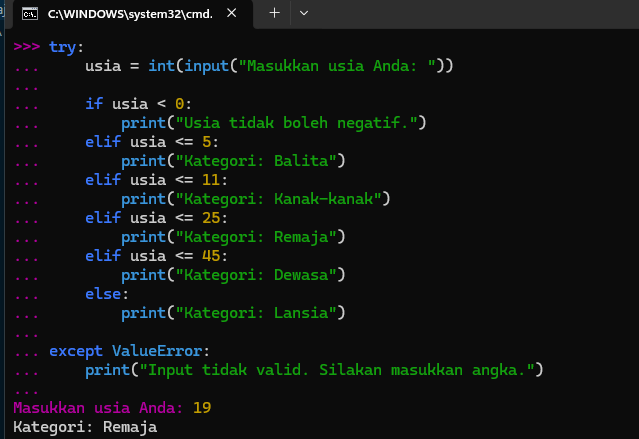 C:\WINDOWS\system32\cmd.
>>> try:
...     usia = int(input("Masukkan usia Anda: "))
...
...     if usia < 0:
...         print("Usia tidak boleh negatif.")
...     elif usia <= 5:
...         print("Kategori: Balita")
...     elif usia <= 11:
...         print("Kategori: Kanak-kanak")
...     elif usia <= 25:
...         print("Kategori: Remaja")
...     elif usia <= 45:
...         print("Kategori: Dewasa")
...     else:
...         print("Kategori: Lansia")
...
... except ValueError:
...     print("Input tidak valid. Silakan masukkan angka.")
...
Masukkan usia Anda: 19
Kategori: Remaja